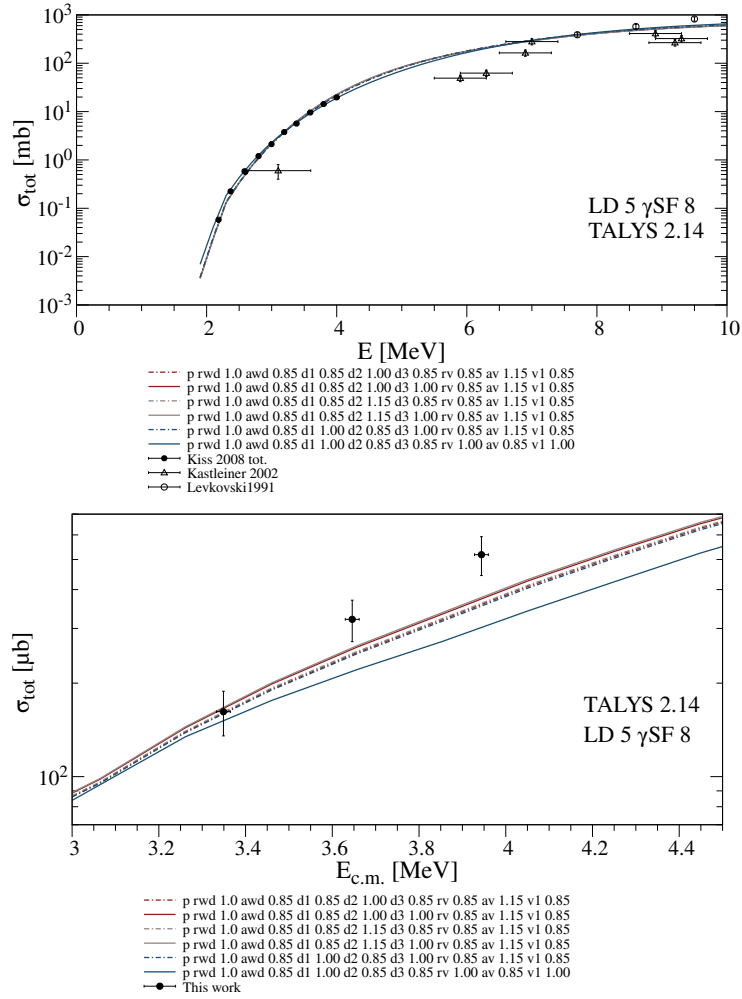 10^3
10^2
10^1
10^0
10^-1
10^-2
10^-3
σtot [mb]
LD 5 γSF 8
TALYS 2.14
0 2 4 6 8 10
E [MeV]
p rwd 1.0 awd 0.85 d1 0.85 d2 1.00 d3 0.85 rv 0.85 av 1.15 v1 0.85
p rwd 1.0 awd 0.85 d1 0.85 d2 1.00 d3 1.00 rv 0.85 av 1.15 v1 0.85
p rwd 1.0 awd 0.85 d1 0.85 d2 1.15 d3 0.85 rv 0.85 av 1.15 v1 0.85
p rwd 1.0 awd 0.85 d1 0.85 d2 1.15 d3 1.00 rv 0.85 av 1.15 v1 0.85
p rwd 1.0 awd 0.85 d1 1.00 d2 0.85 d3 0.85 rv 0.85 av 1.15 v1 0.85
p rwd 1.0 awd 0.85 d1 1.00 d2 0.85 d3 0.85 rv 1.00 av 0.85 v1 1.00
Kiss 2008 tot.
Kastleiner 2002
Levkovski1991
σtot [μb]
10^2
TALYS 2.14
LD 5 γSF 8
3 3.2 3.4 3.6 3.8 4 4.2 4.4
Ec.m. [MeV]
p rwd 1.0 awd 0.85 d1 0.85 d2 1.00 d3 0.85 rv 0.85 av 1.15 v1 0.85
p rwd 1.0 awd 0.85 d1 0.85 d2 1.00 d3 1.00 rv 0.85 av 1.15 v1 0.85
p rwd 1.0 awd 0.85 d1 0.85 d2 1.15 d3 0.85 rv 0.85 av 1.15 v1 0.85
p rwd 1.0 awd 0.85 d1 0.85 d2 1.15 d3 1.00 rv 0.85 av 1.15 v1 0.85
p rwd 1.0 awd 0.85 d1 1.00 d2 0.85 d3 0.85 rv 0.85 av 1.15 v1 0.85
p rwd 1.0 awd 0.85 d1 1.00 d2 0.85 d3 0.85 rv 1.00 av 0.85 v1 1.00
This work